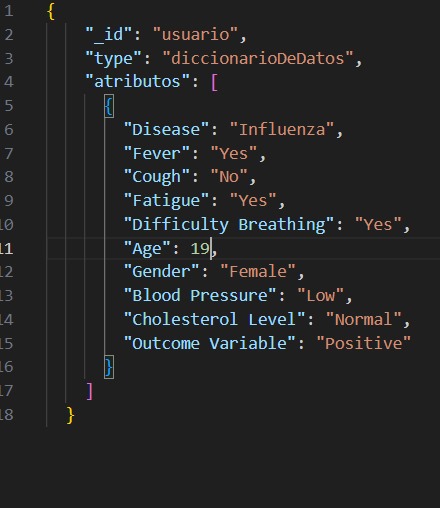 1 {
2 "_id": "usuario",
3 "type": "diccionarioDeDatos",
4 "atributos": [
5 {
6 "Disease": "Influenza",
7 "Fever": "Yes",
8 "Cough": "No",
9 "Fatigue": "Yes",
10 "Difficulty Breathing": "Yes",
11 "Age": 19,
12 "Gender": "Female",
13 "Blood Pressure": "Low",
14 "Cholesterol Level": "Normal",
15 "Outcome Variable": "Positive"
16 }
17 ]
18 }